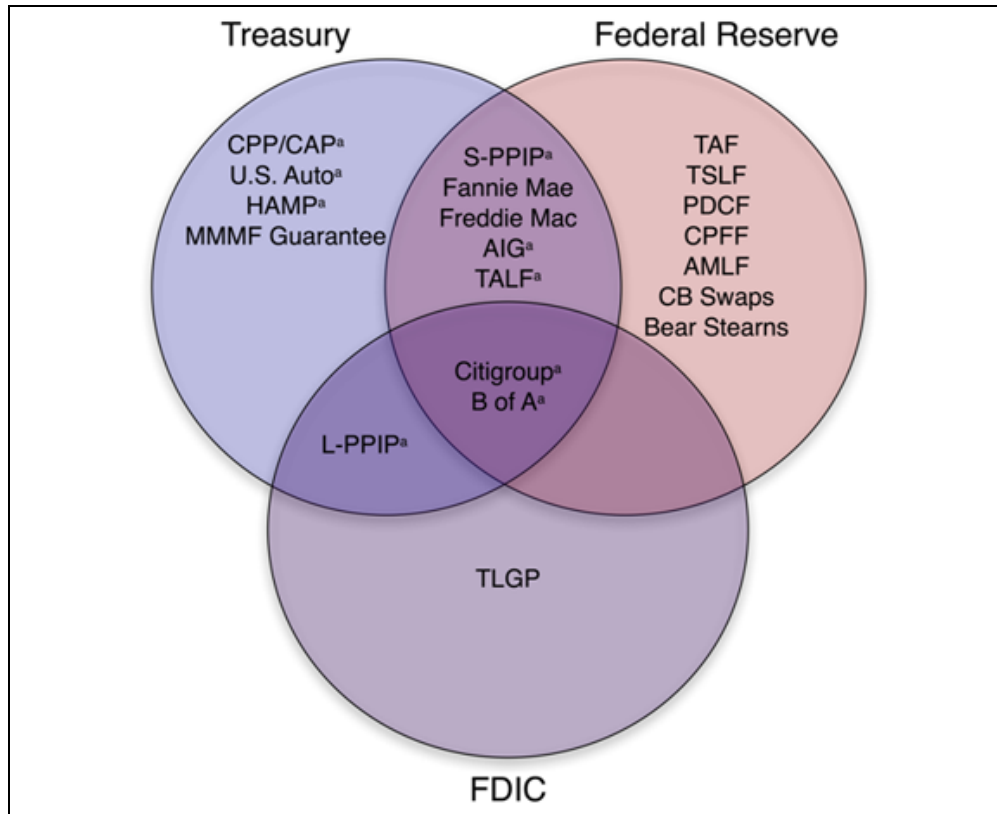 Treasury
Federal Reserve
CPP/CAPᵃ
U.S. Autoᵃ
HAMPᵃ
MMMF Guarantee
S-PPIPᵃ
Fannie Mae
Freddie Mac
AIGᵃ
TALFᵃ
TAF
TSLF
PDCF
CPFF
AMLF
CB Swaps
Bear Stearns
Citigroupᵃ
B of Aᵃ
L-PPIPᵃ
TLGP
FDIC